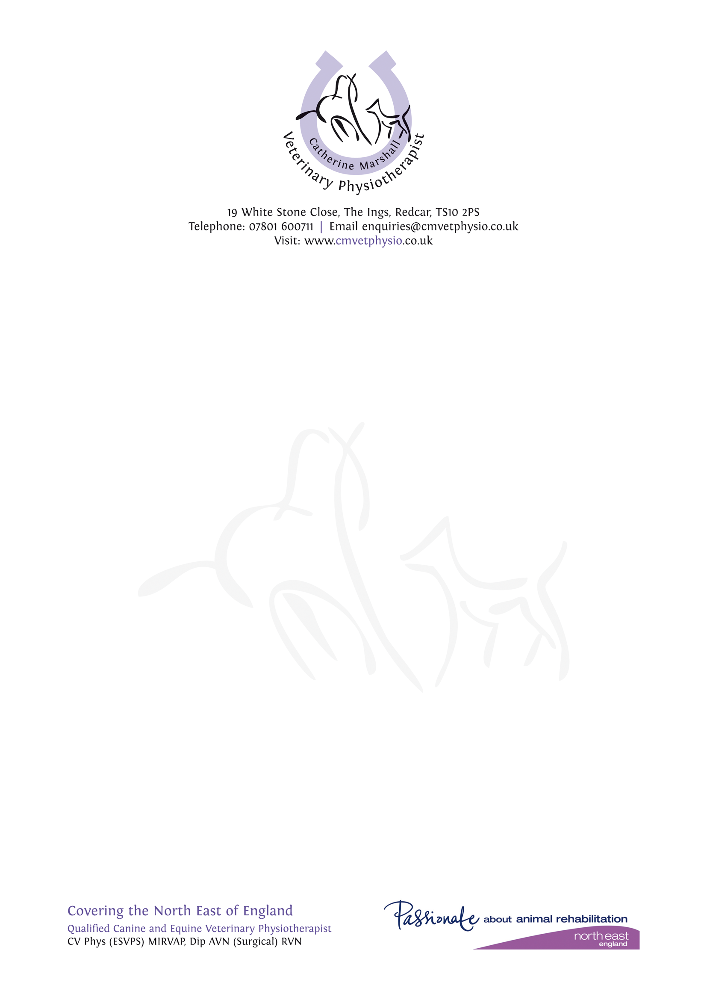 Catherine Marshall
Veterinary Physiotherapist
19 White Stone Close, The Ings, Redcar, TS10 2PS
Telephone: 07801 600711 | Email enquiries@cmvetphysio.co.uk
Visit: www.cmvetphysio.co.uk
Covering the North East of England
Qualified Canine and Equine Veterinary Physiotherapist
CV Phys (ESVPS) MIRVAP, Dip AVN (Surgical) RVN
Passionate about animal rehabilitation
north east
england